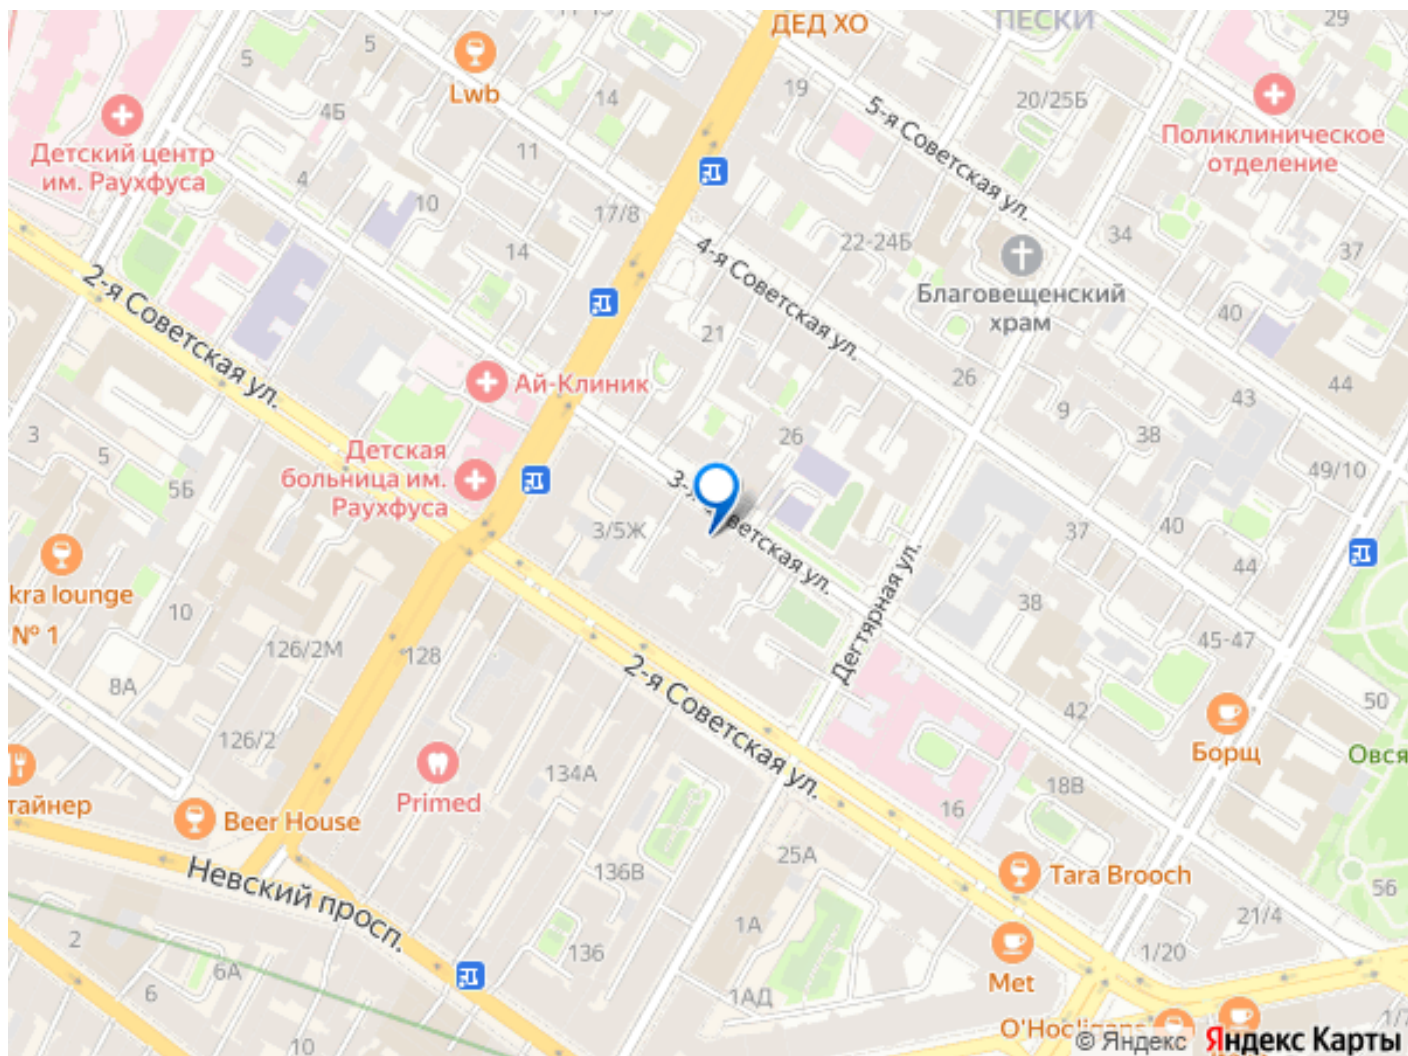 ДЕД ХО
ПЕСКИ
29
5
5
Lwb
14
19
20/25Б
Поликлиническое
отделение
4Б
Детский центр
им. Раухфуса
11
5-я Советская ул.
4
10
17/8
14
22-24Б
34
37
4-я Советская ул.
Благовещенский
храм
2-я Советская ул.
21
40
26
44
Ай-Клиник
9
43
3
5
Детская
больница им.
Раухфуса
26
38
49/10
5Б
3/5Ж
37
40
ветская ул.
44
kra lounge
№ 1
10
38
Дегтярная ул.
45-47
126/2М
128
8А
2-я Советская ул.
42
50
126/2
Борщ
Овся
134А
18В
тайнер
Primed
16
Beer House
Невский просп.
136В
25А
Tara Brooch
56
1А
21/4
2
6А
136
1/20
Met
6
1АД
O'Hooligans
10
1/7
© Яндекс Яндекс Карты